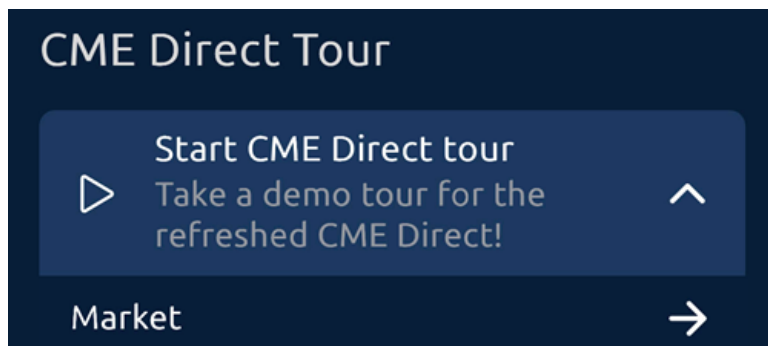 CME Direct Tour
Start CME Direct tour
Take a demo tour for the
refreshed CME Direct!
Market